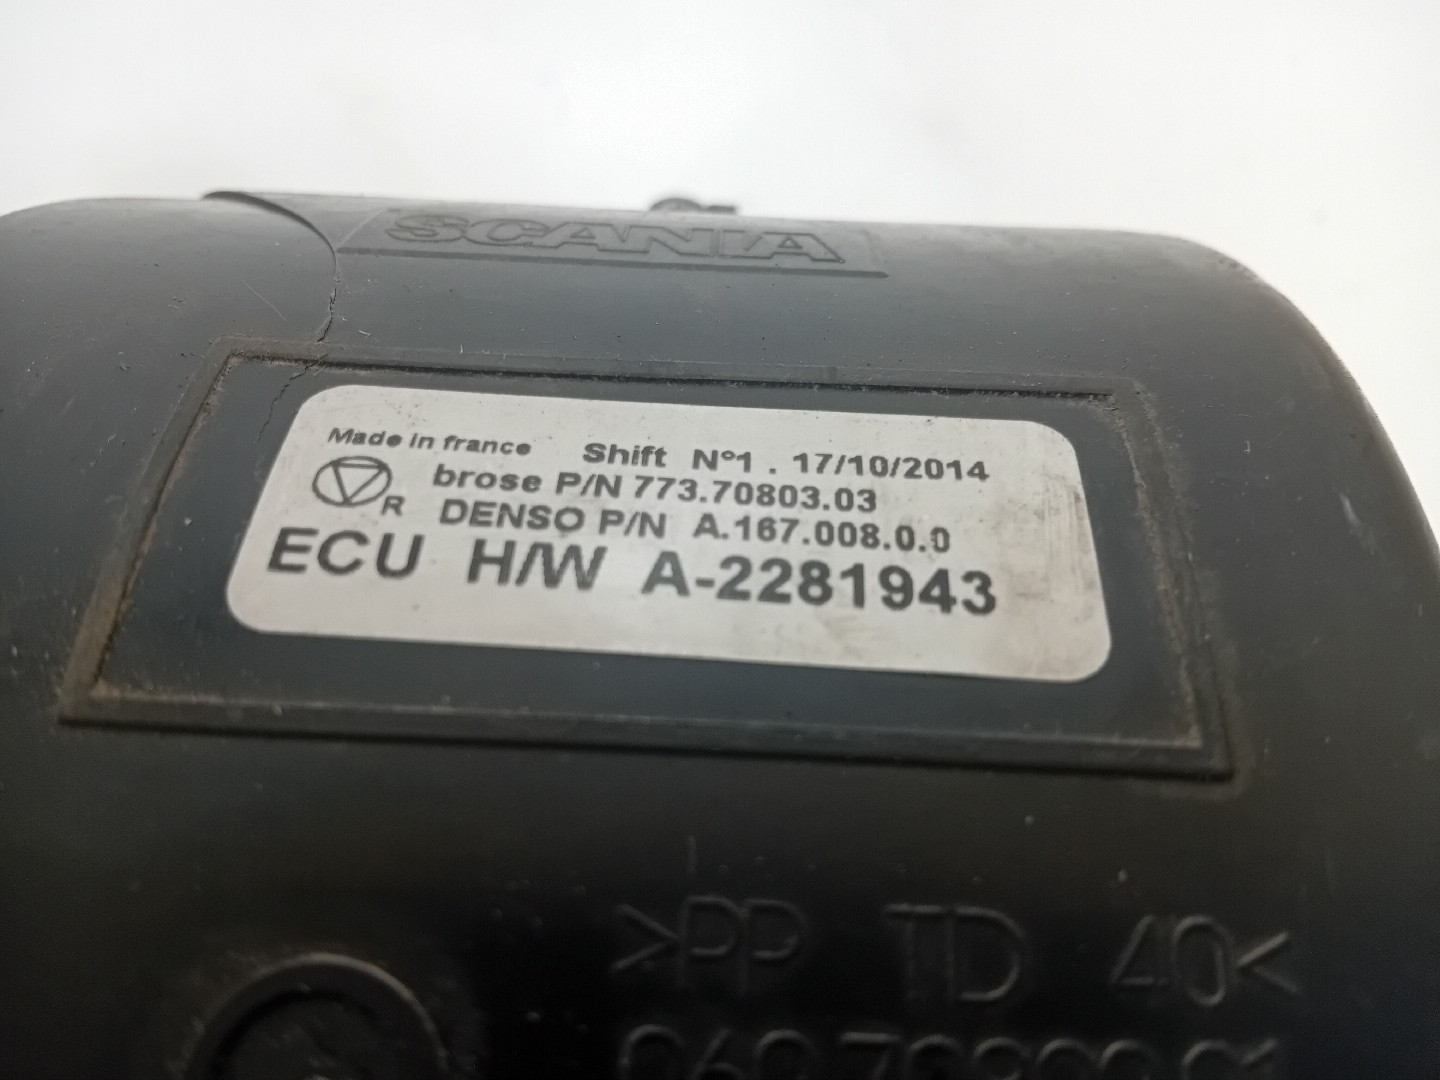 SCANIA
Made in france Shift N°1 . 17/10/2014
brose P/N 773.70803.03
R DENSO P/N A.167.008.0.0
ECU H/W A-2281943
>PP TD 40<